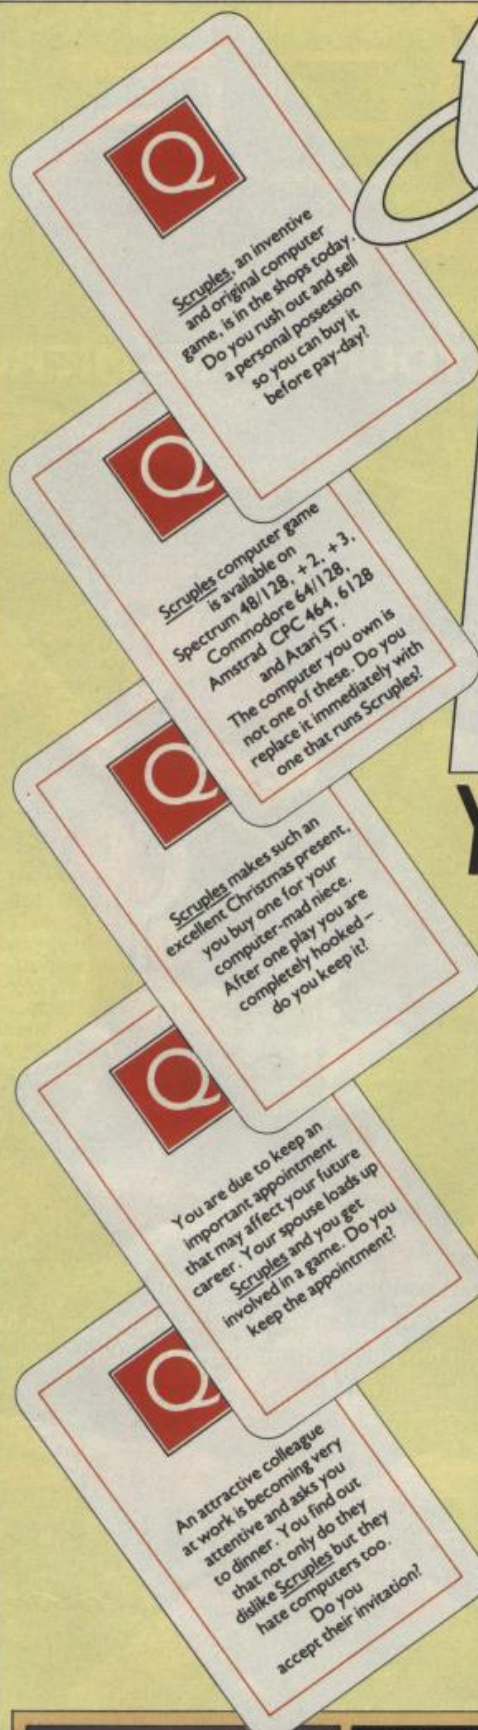 Q
Scruples, an inventive
and original computer
game, is in the shops today.
Do you rush out and sell
a personal possession
so you can buy it
before pay-day?
Q
Scruples computer game
is available on
Spectrum 48/128, +2, +3,
Commodore 64/128,
Amstrad CPC 464, 6128
and Atari ST.
The computer you own is
not one of these. Do you
replace it immediately with
one that runs Scruples?
Q
Scruples makes such an
excellent Christmas present,
you buy one for your
computer-mad niece.
After one play you are
completely hooked –
do you keep it?
Q
You are due to keep an
important appointment
that may affect your future
career. Your spouse loads up
Scruples and you get
involved in a game. Do you
keep the appointment?
Q
An attractive colleague
at work is becoming very
attentive and asks you
to dinner. You find out
that not only do they
dislike Scruples but they
hate computers too.
Do you
accept their invitation?